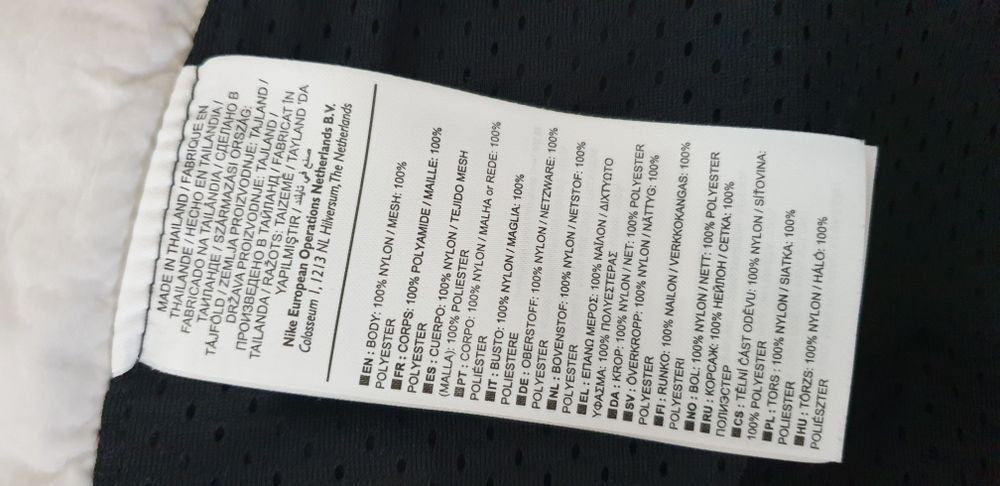 MADE IN THAILAND / FABRIQUE EN
THAILANDE / HECHO EN TAILANDIA /
FABRICADO NA TAILÂNDIA / СДЕЛАНО В
ТАИЛАНДЕ / SZÁRMAZÁSI ORSZÁG:
TÁJFÖLD / ZEMLJA PROIZVODNJE: TAJLAND /
DRŽAVA PROIZVODNJE: TAJLAND /
ПРОИЗВЕДЕНО В ТАЙЛАНД / FABRICAT ÎN
TAILANDA / RAŽOTS: TAIZEMĒ / TAYLAND 'DA
YAPILMIŞTIR / صنع في تايلند
Nike European Operations Netherlands B.V.
Colosseum 1, 1213 NL Hilversum, The Netherlands
EN : BODY: 100% NYLON / MESH: 100%
POLYESTER
FR : CORPS: 100% POLYAMIDE / MAILLE: 100%
POLYESTER
ES : CUERPO: 100% NYLON / TEJIDO MESH
(MALLA): 100% POLIESTER
PT : CORPO: 100% NYLON / MALHA or REDE: 100%
POLIÉSTER
IT : BUSTO: 100% NYLON / MAGLIA: 100%
POLIESTERE
DE : OBERSTOFF: 100% NYLON / NETZWARE: 100%
POLYESTER
NL : BOVENSTOF: 100% NYLON / NETSTOF: 100%
POLYESTER
EL : ΕΠΑΝΩ ΜΕΡΟΣ: 100% ΝΑΪΛΟΝ / ΔΙΧΤΥΩΤΟ
ΥΦΑΣΜΑ: 100% ΠΟΛΥΕΣΤΕΡΑΣ
DA : KROP: 100% NYLON / NET: 100% POLYESTER
SV : ÖVERKROPP: 100% NYLON / NÄTTYG: 100%
POLYESTER
FI : RUNKO: 100% NAILON / VERKKOKANGAS: 100%
POLYESTERI
NO : BOL: 100% NYLON / NETT: 100% POLYESTER
RU : КОРСАЖ: 100% НЕЙЛОН / СЕТКА: 100%
ПОЛИЭСТЕР
CS : TĚLNÍ ČÁST ODĚVU: 100% NYLON / SÍŤOVINA:
100% POLYESTER
PL : TORS : 100% NYLON / SIATKA: 100%
POLIESTER
HU : TÖRZS: 100% NYLON / HÁLÓ: 100%
POLIÉSZTER